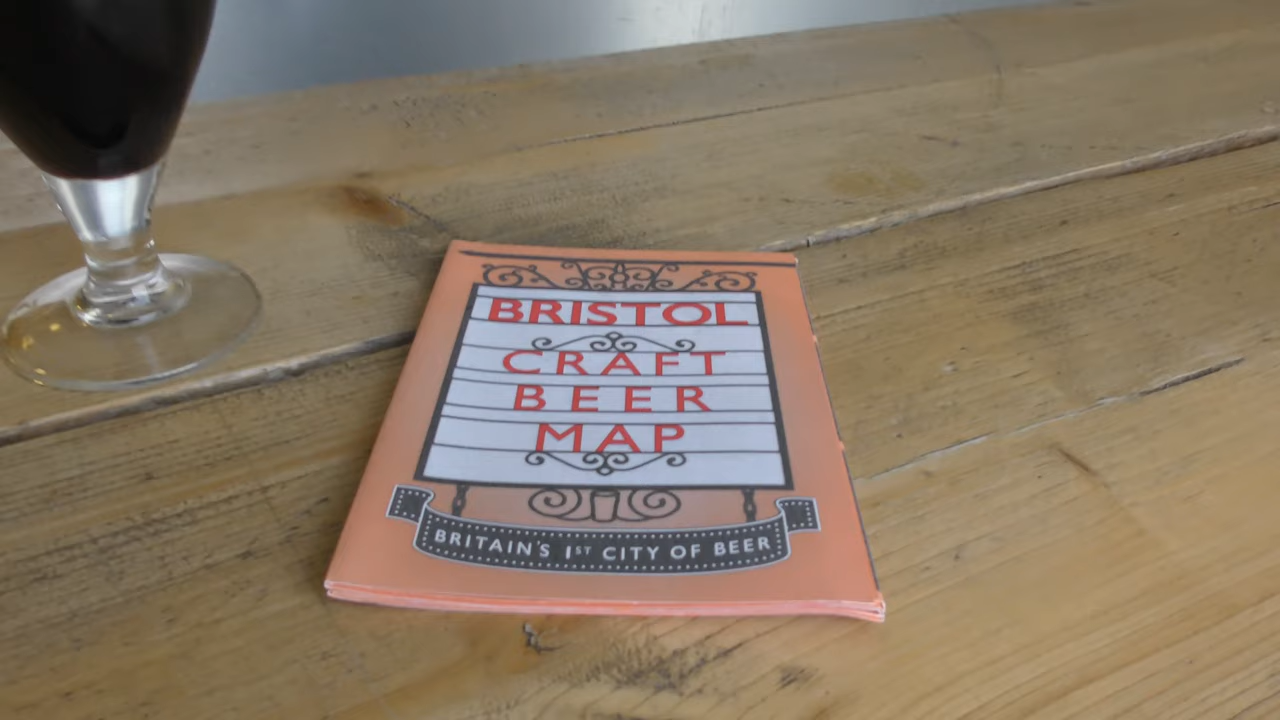 BRISTOL
CRAFT
BEER
MAP
BRITAIN'S 1ST CITY OF BEER